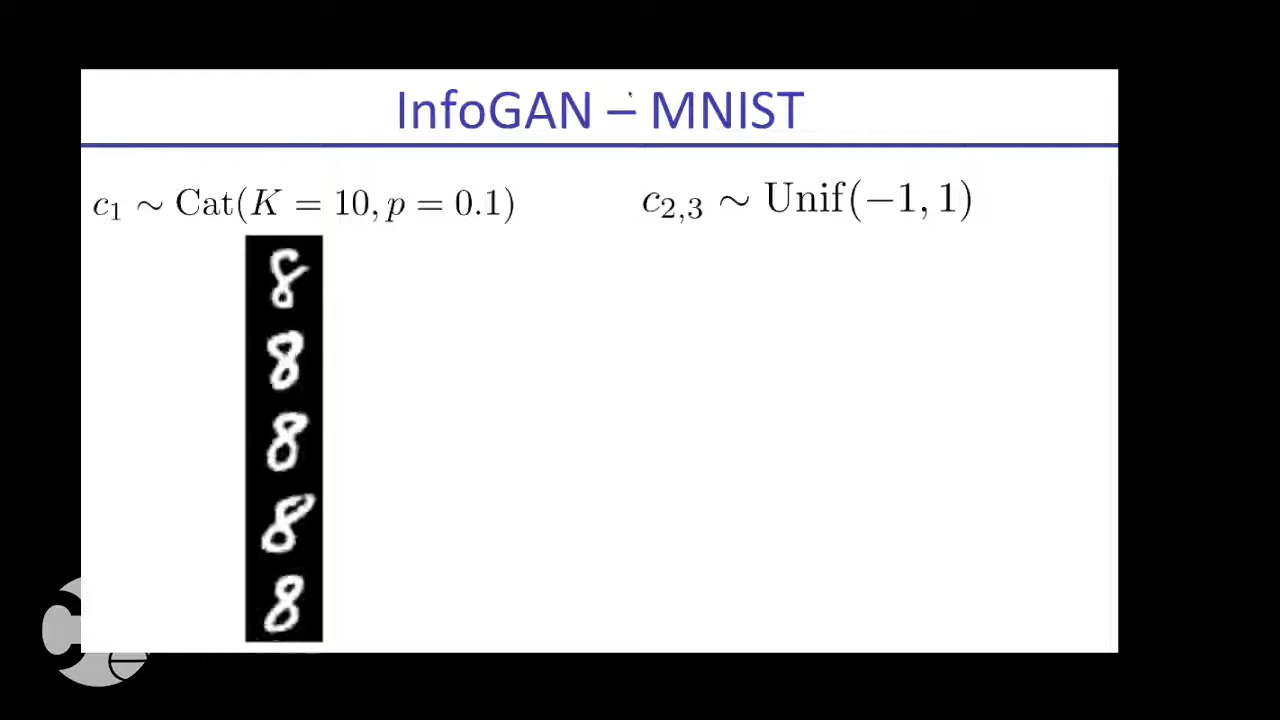 InfoGAN – MNIST
c₁ ∼ Cat(K = 10, p = 0.1)
c₂,₃ ∼ Unif(−1, 1)
8
8
8
8
8